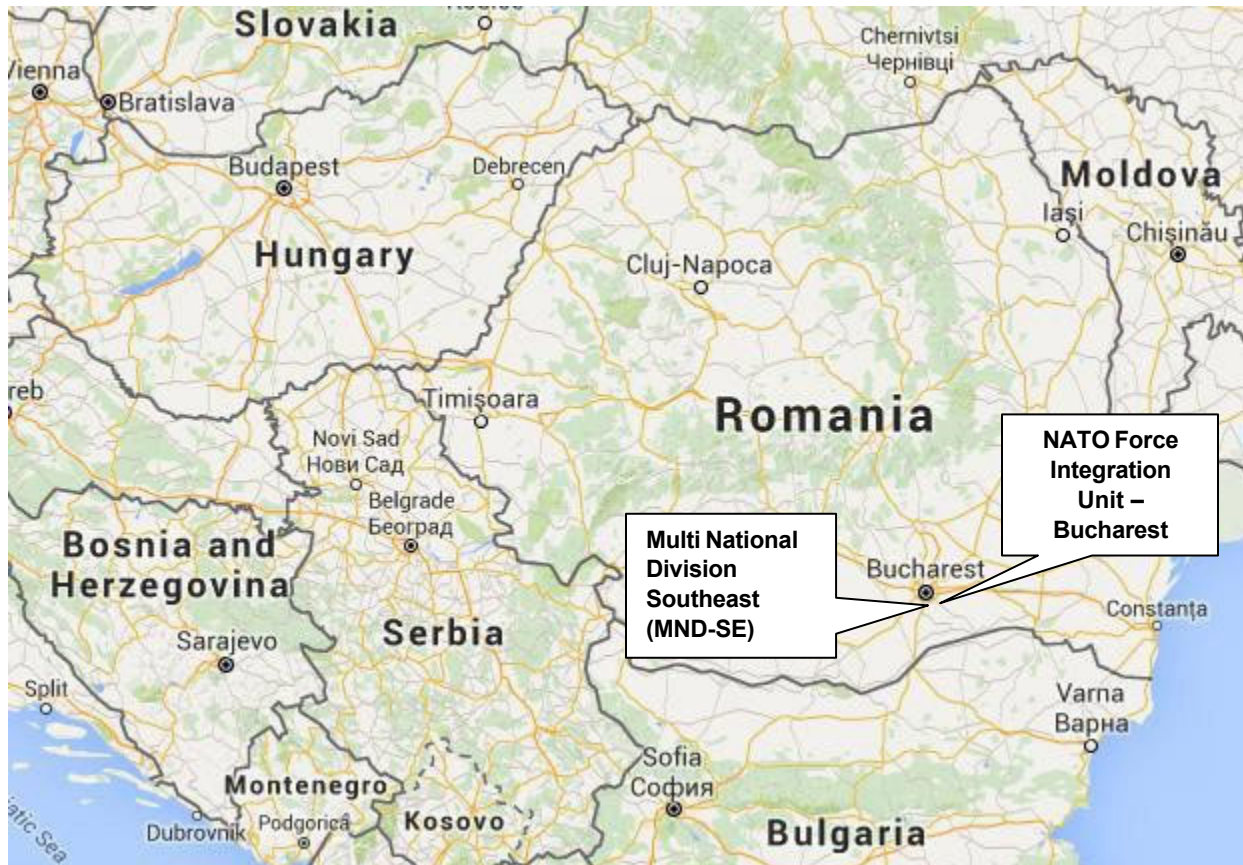 Slovakia
Chernivtsi
Чернівці
Vienna
Bratislava
Budapest
Debrecen
Moldova
Iași
Chișinău
Hungary
Cluj-Napoca
Timișoara
Romania
NATO Force
Integration
Unit –
Bucharest
Novi Sad
Нови Сад
Belgrade
Београд
Multi National
Division
Southeast
(MND-SE)
Bucharest
Constanța
Bosnia and
Herzegovina
Serbia
Sarajevo
Split
Varna
Варна
Sofia
София
Montenegro
Kosovo
Dubrovnik
Podgorica
Bulgaria
atic Sea
reb